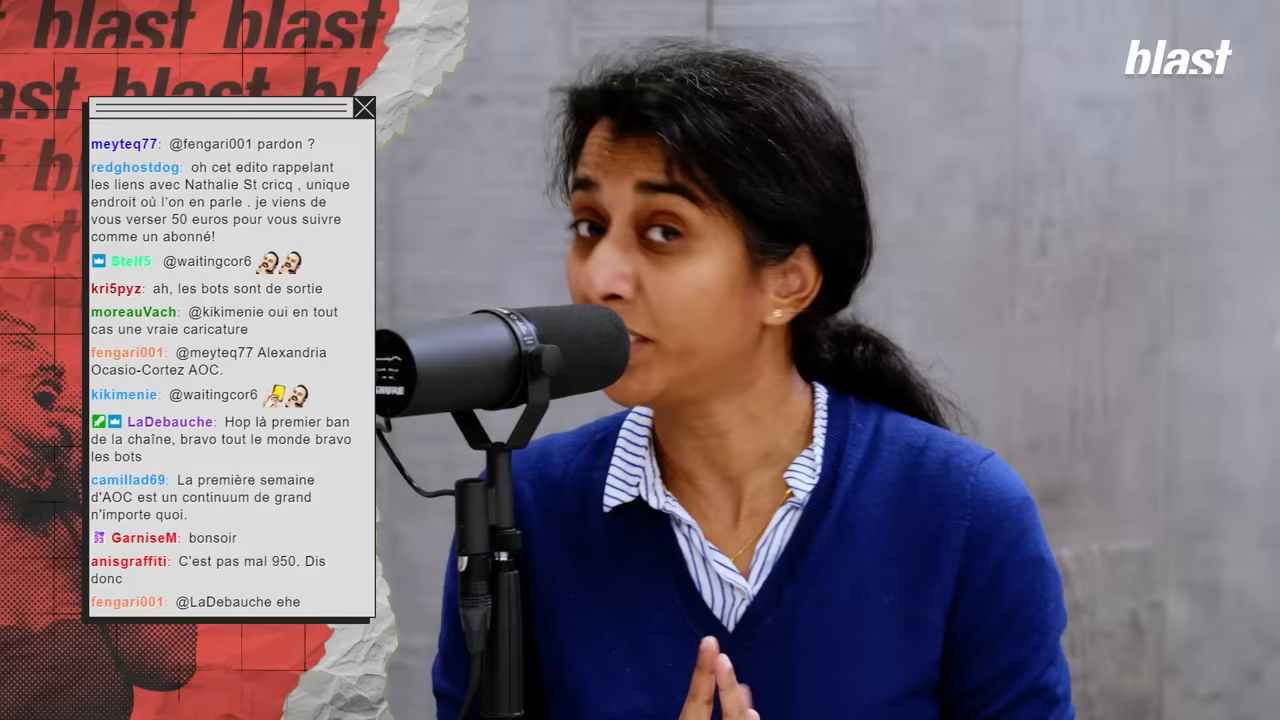 blast blast
blast
blast
meyteq77: @fengari001 pardon ?
redghostdog: oh cet edito rappelant
les liens avec Nathalie St cricq , unique
endroit où l'on en parle . je viens de
vous verser 50 euros pour vous suivre
comme un abonné!
Stelf5 @waitingcor6
kri5pyz: ah, les bots sont de sortie
moreauVach: @kikimenie oui en tout
cas une vraie caricature
fengari001: @meyteq77 Alexandria
Ocasio-Cortez AOC.
kikimenie: @waitingcor6
LaDebauche: Hop là premier ban
de la chaîne, bravo tout le monde bravo
les bots
camillad69: La première semaine
d'AOC est un continuum de grand
n'importe quoi.
GarniseM: bonsoir
anisgraffiti: C'est pas mal 950. Dis
donc
fengari001: @LaDebauche ehe
SHURE